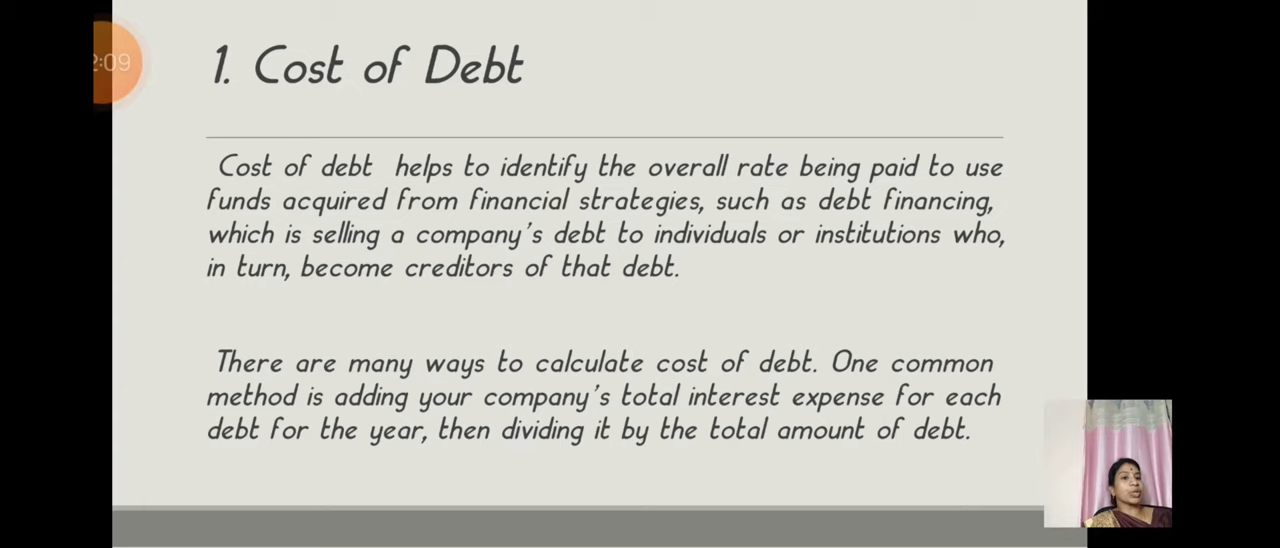 2:09
1. Cost of Debt
Cost of debt helps to identify the overall rate being paid to use
funds acquired from financial strategies, such as debt financing,
which is selling a company's debt to individuals or institutions who,
in turn, become creditors of that debt.
There are many ways to calculate cost of debt. One common
method is adding your company's total interest expense for each
debt for the year, then dividing it by the total amount of debt.